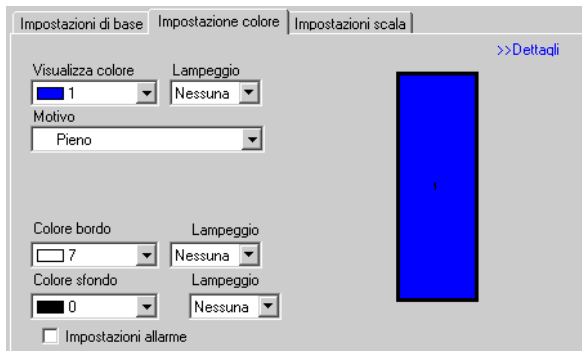 Impostazioni di base Impostazione colore Impostazioni scala
>>Dettagli
Visualizza colore Lampeggio
1 Nessuna
Motivo
Pieno
Colore bordo Lampeggio
7 Nessuna
Colore sfondo Lampeggio
0 Nessuna
Impostazioni allarme